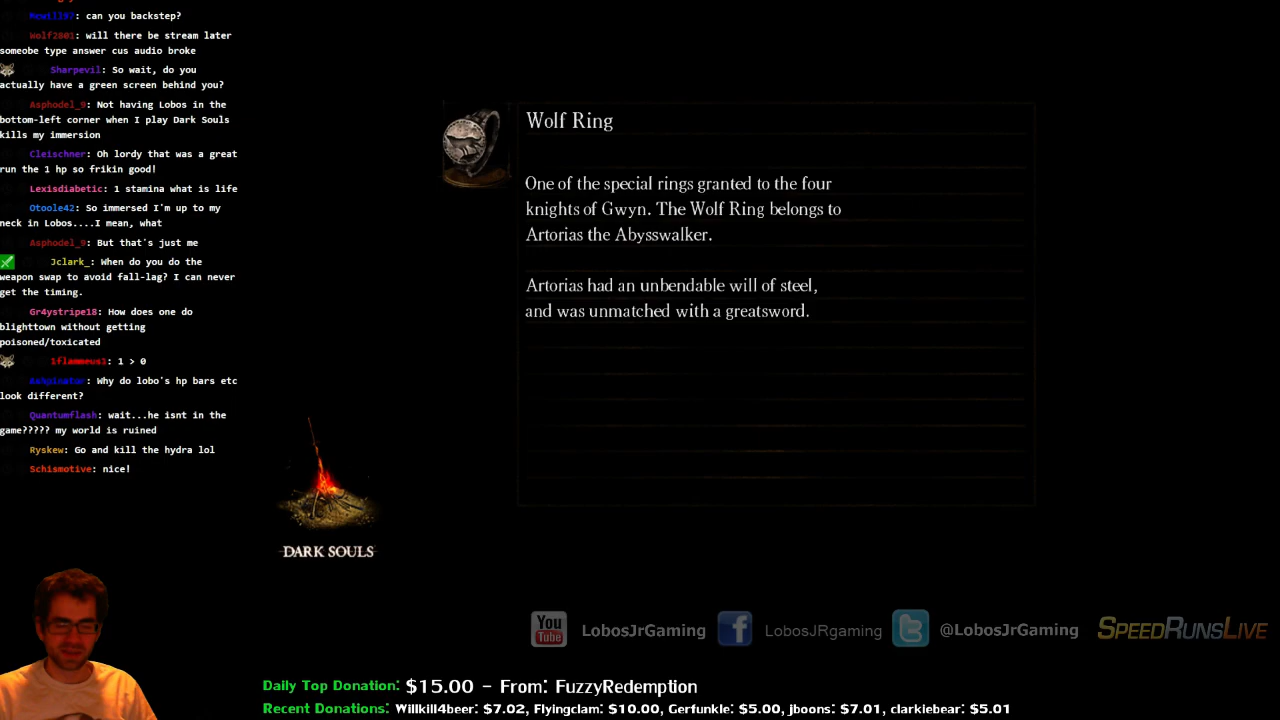 Newill97: can you backstep?
Wolf2801: will there be stream later
someobe type answer cus audio broke
Sharpevil: So wait, do you
actually have a green screen behind you?
Asphodel_9: Not having Lobos in the
bottom-left corner when I play Dark Souls
kills my immersion
Cleischner: Oh lordy that was a great
run the 1 hp so frikin good!
Lexisdiabetic: 1 stamina what is life
Otoole42: So immersed I'm up to my
neck in Lobos....I mean, what
Asphodel_9: But that's just me
Jclark_: When do you do the
weapon swap to avoid fall-lag? I can never
get the timing.
Gr4ystripe18: How does one do
blighttown without getting
poisoned/toxicated
1flammeus1: 1 > 0
Why do lobo's hp bars etc
look different?
Quantumflash: wait...he isnt in the
game????? my world is ruined
Ryskew: Go and kill the hydra lol
Schismotive: nice!
Wolf Ring
One of the special rings granted to the four
knights of Gwyn. The Wolf Ring belongs to
Artorias the Abysswalker.
Artorias had an unbendable will of steel,
and was unmatched with a greatsword.
DARK SOULS
You Tube LobosJrGaming f LobosJRgaming @LobosJrGaming SPEEDRUNSLIVE
Daily Top Donation: $15.00 - From: FuzzyRedemption
Recent Donations: Willkill4beer: $7.02, Flyingclam: $10.00, Gerfunkle: $5.00, jboons: $7.01, clarkiebear: $5.01